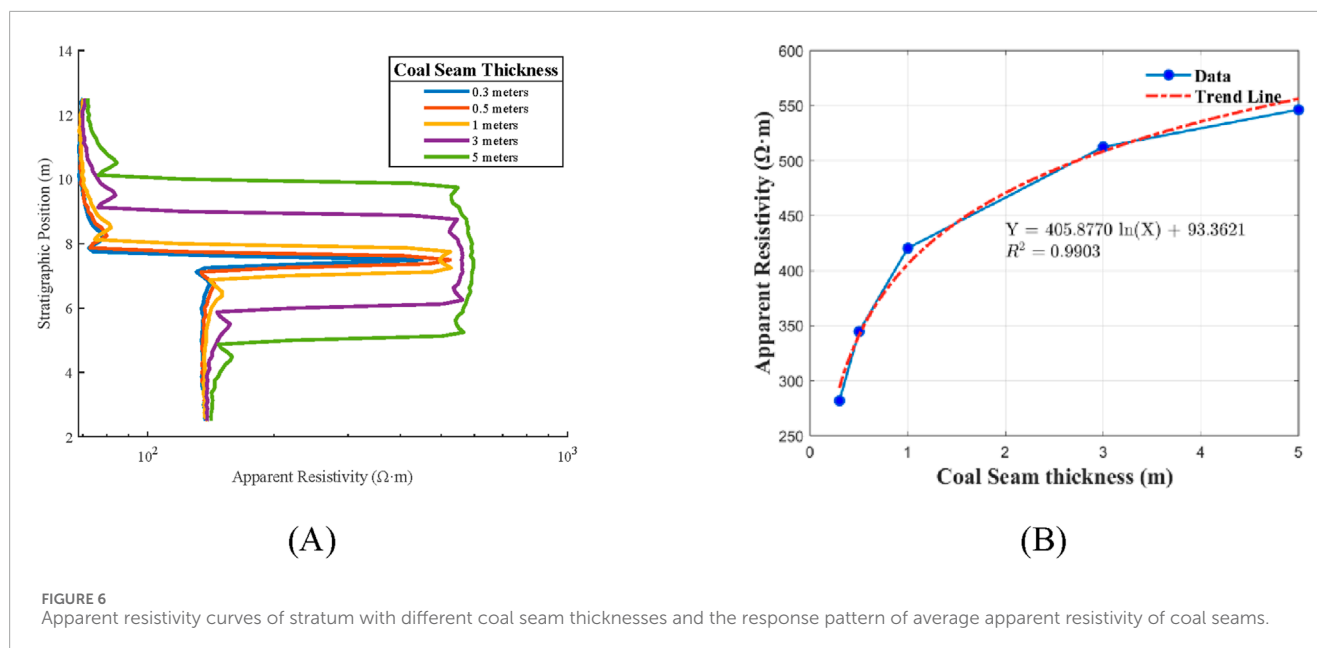 14
12
10
8
6
4
2
Stratigraphic Position (m)
Coal Seam Thickness
0.3 meters
0.5 meters
1 meters
3 meters
5 meters
10²
10³
Apparent Resistivity (Ω·m)
(A)
600
550
500
450
400
350
300
250
Apparent Resistivity (Ω·m)
Data
Trend Line
Y = 405.8770 ln(X) + 93.3621
R² = 0.9903
0 1 2 3 4 5
Coal Seam thickness (m)
(B)
FIGURE 6
Apparent resistivity curves of stratum with different coal seam thicknesses and the response pattern of average apparent resistivity of coal seams.